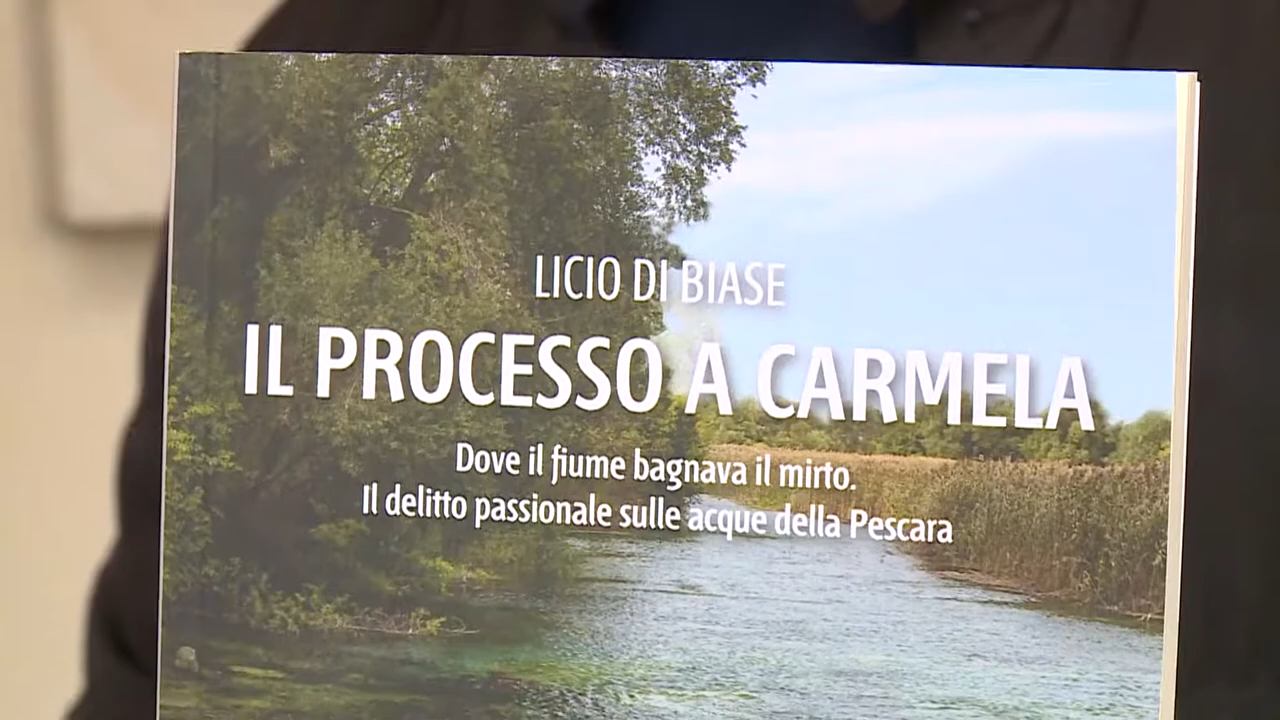 LICIO DI BIASE
IL PROCESSO A CARMELA
Dove il fiume bagnava il mirto.
Il delitto passionale sulle acque della Pescara